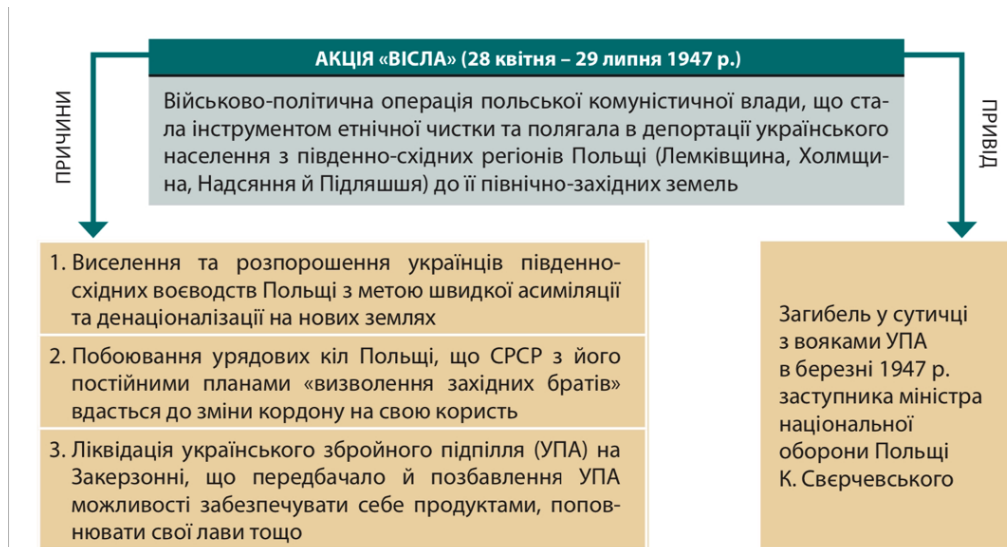 АКЦІЯ «ВІСЛА» (28 квітня – 29 липня 1947 р.)
Військово-політична операція польської комуністичної влади, що ста-
ла інструментом етнічної чистки та полягала в депортації українського
населення з південно-східних регіонів Польщі (Лемківщина, Холмщи-
на, Надсяння й Підляшшя) до її північно-західних земель
ПРИЧИНИ
ПРИВІД
1. Виселення та розпорошення українців південно-
східних воєводств Польщі з метою швидкої асиміляції
та денаціоналізації на нових землях
2. Побоювання урядових кіл Польщі, що СРСР з його
постійними планами «визволення західних братів»
вдасться до зміни кордону на свою користь
3. Ліквідація українського збройного підпілля (УПА) на
Закерзонні, що передбачало й позбавлення УПА
можливості забезпечувати себе продуктами, попов-
нювати свої лави тощо
Загибель у сутичці
з вояками УПА
в березні 1947 р.
заступника міністра
національної
оборони Польщі
К. Свєрчевського